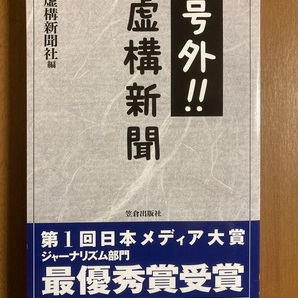 号外!!
虚構新聞
虚構新聞社 編
笠倉出版社
第1回日本メディア大賞
ジャーナリズム部門
最優秀賞受賞